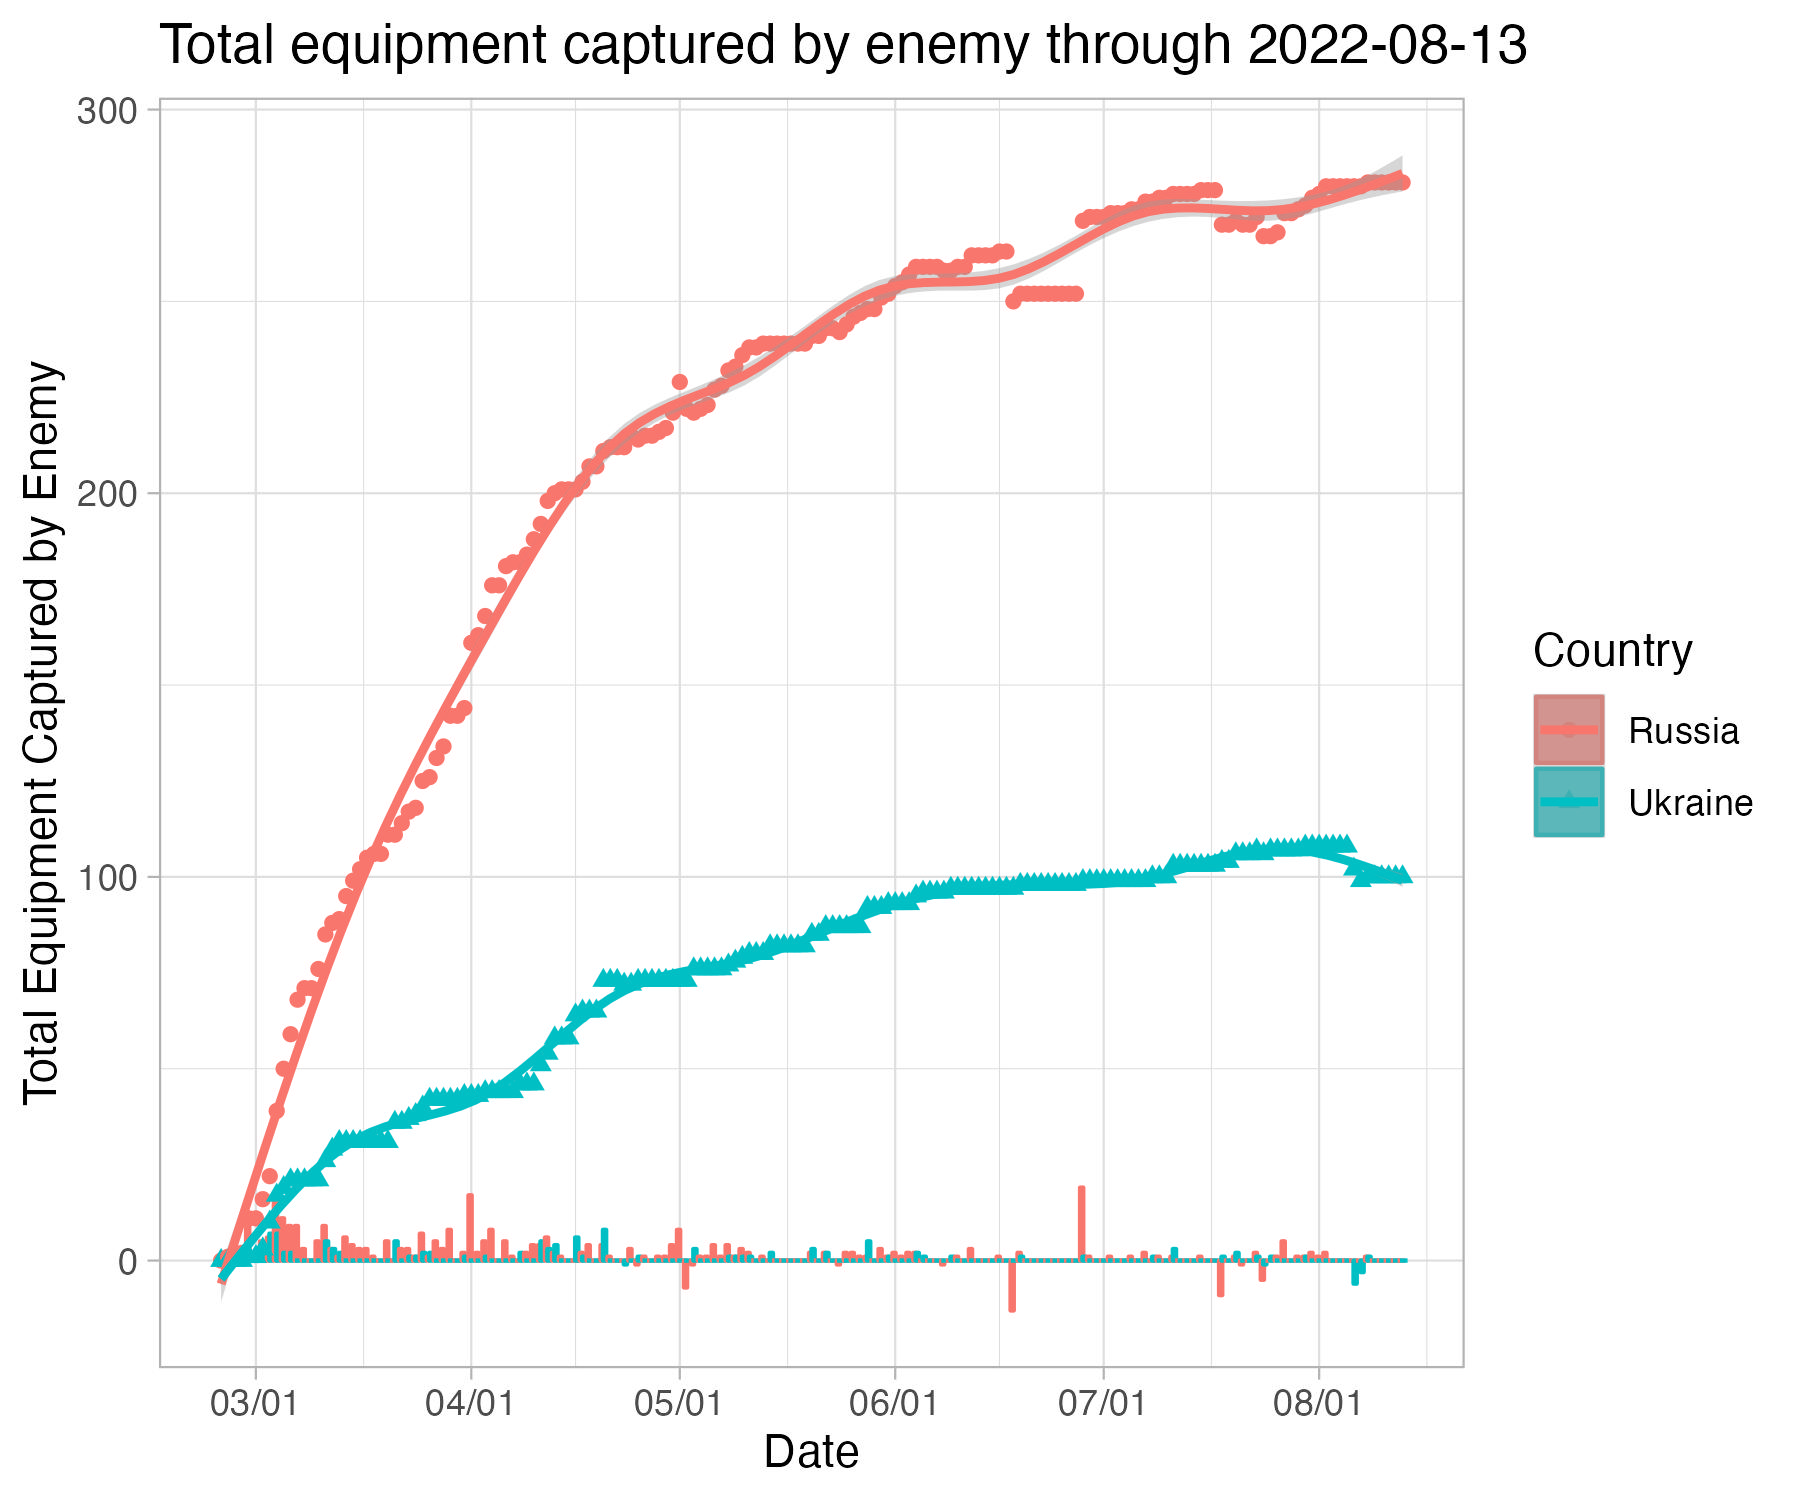 Total equipment captured by enemy through 2022-08-13
Total Equipment Captured by Enemy
300
200
100
0
03/01 04/01 05/01 06/01 07/01 08/01
Date
Country
Russia
Ukraine